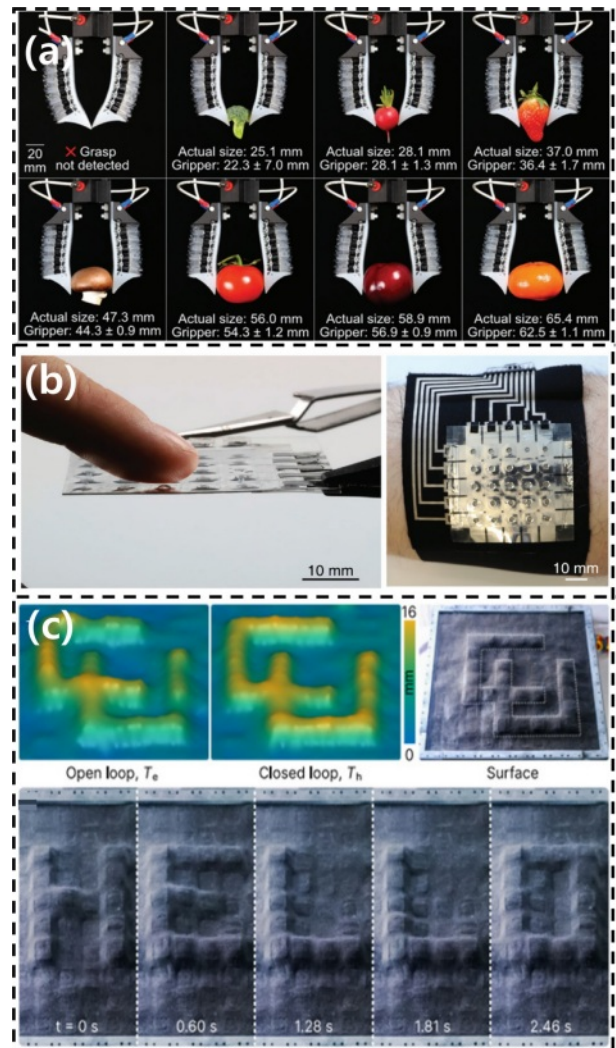 (a)
20
mm
✕ Grasp
not detected
Actual size: 25.1 mm
Gripper: 22.3 ± 7.0 mm
Actual size: 28.1 mm
Gripper: 28.1 ± 1.3 mm
Actual size: 37.0 mm
Gripper: 36.4 ± 1.7 mm
Actual size: 47.3 mm
Gripper: 44.3 ± 0.9 mm
Actual size: 56.0 mm
Gripper: 54.3 ± 1.2 mm
Actual size: 58.9 mm
Gripper: 56.9 ± 0.9 mm
Actual size: 65.4 mm
Gripper: 62.5 ± 1.1 mm
(b)
10 mm
10 mm
(c)
16
mm
0
Open loop, Tₑ
Closed loop, Tₕ
Surface
t = 0 s
0.60 s
1.28 s
1.81 s
2.46 s